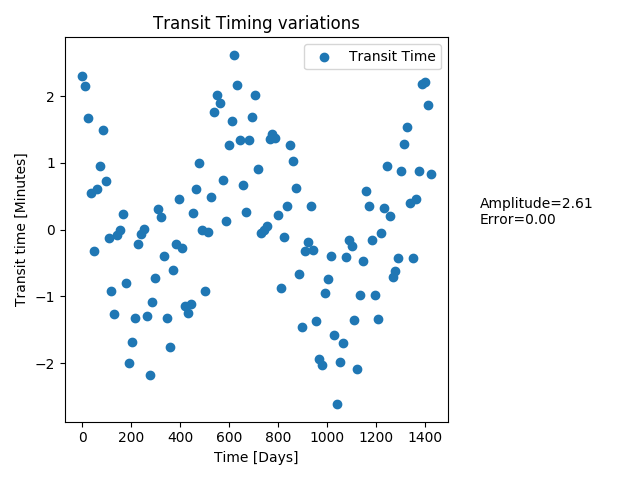 Transit Timing variations
Transit Time
Transit time [Minutes]
2
1
0
−1
−2
0
200
400
600
800
1000
1200
1400
Time [Days]
Amplitude=2.61
Error=0.00